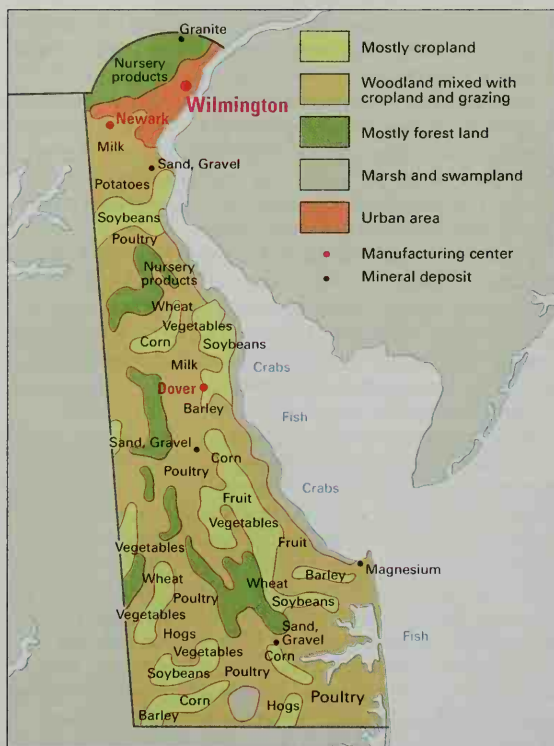 Granite
Nursery
products
Wilmington
Newark
Milk
Sand, Gravel
Potatoes
Soybeans
Poultry
Nursery
products
Wheat
Vegetables
Corn
Soybeans
Milk
Crabs
Dover
Barley
Fish
Sand, Gravel
Corn
Poultry
Crabs
Fruit
Vegetables
Fruit
Vegetables
Magnesium
Wheat
Wheat
Barley
Poultry
Soybeans
Vegetables
Sand,
Gravel
Hogs
Fish
Vegetables
Corn
Soybeans
Poultry
Poultry
Corn
Hogs
Barley
Mostly cropland
Woodland mixed with
cropland and grazing
Mostly forest land
Marsh and swampland
Urban area
Manufacturing center
Mineral deposit